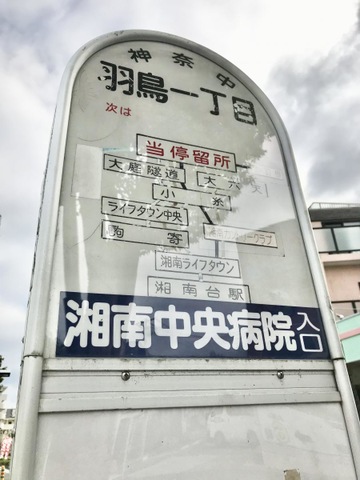 神奈中
羽鳥一丁目
次は
当停留所
大庭隧道 大六
小糸
ライフタウン中央
駒寄
湘南ライフタウン
湘南台駅
湘南中央病院入口